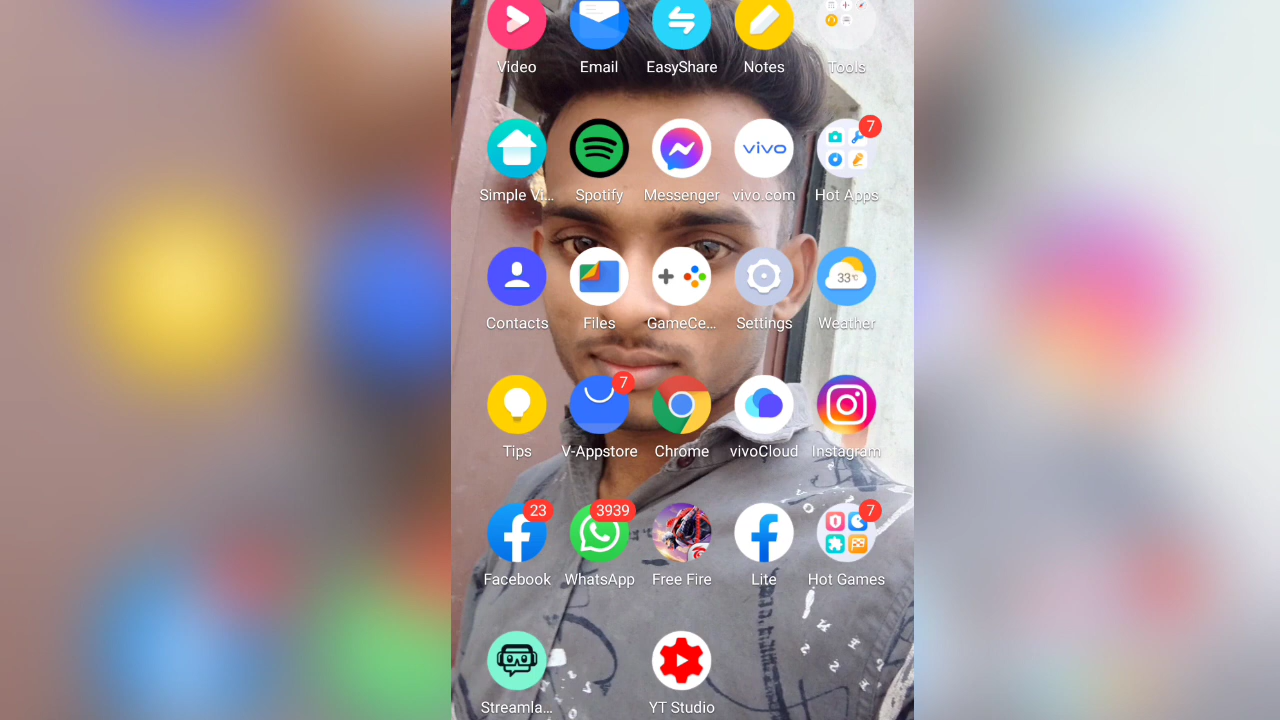 Video Email EasyShare Notes Tools
7
vivo
Simple Vi... Spotify Messenger vivo.com Hot Apps
33°C
Contacts Files GameCe... Settings Weather
7
Tips V-Appstore Chrome vivoCloud Instagram
23 3939 7
Facebook WhatsApp Free Fire Lite Hot Games
Streamla... YT Studio